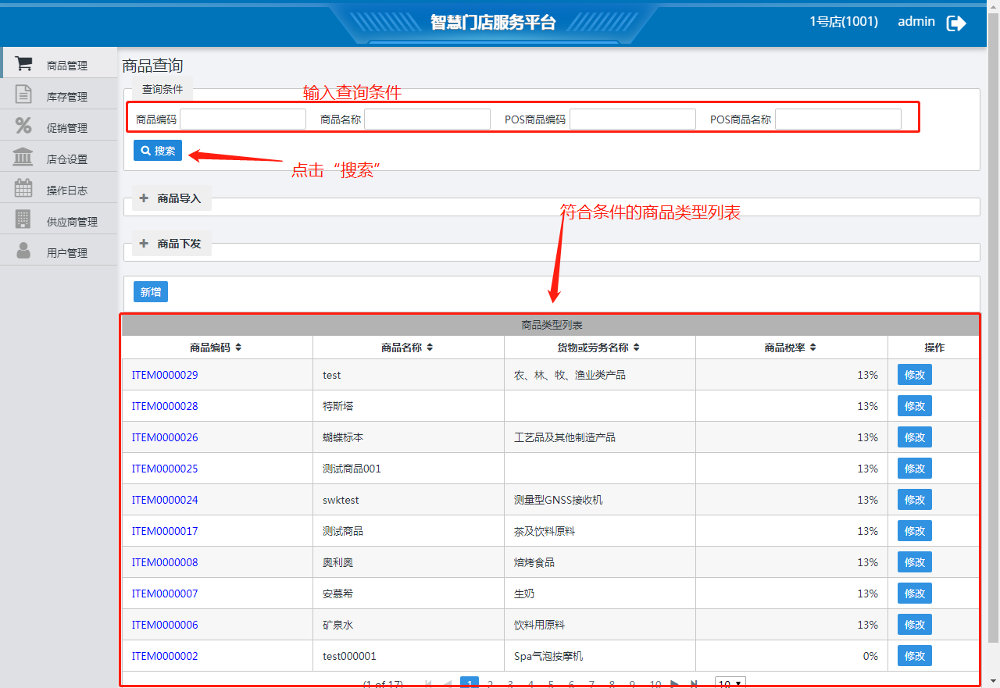 智慧门店服务平台
1号店(1001) admin
商品管理
库存管理
促销管理
店仓设置
操作日志
供应商管理
用户管理
商品查询
查询条件
输入查询条件
商品编码 商品名称 POS商品编码 POS商品名称
搜索
点击“搜索”
商品导入
符合条件的商品类型列表
商品下发
新增
商品类型列表
商品编码 商品名称 货物或劳务名称 商品税率 操作
ITEM0000029 test 农、林、牧、渔业类产品 13% 修改
ITEM0000028 特斯塔 13% 修改
ITEM0000026 蝴蝶标本 工艺品及其他制造产品 13% 修改
ITEM0000025 测试商品001 13% 修改
ITEM0000024 swktest 测量型GNSS接收机 13% 修改
ITEM0000017 测试商品 茶及饮料原料 13% 修改
ITEM0000008 奥利奥 焙烤食品 13% 修改
ITEM0000007 安慕希 生奶 13% 修改
ITEM0000006 矿泉水 饮料用原料 13% 修改
ITEM0000002 test000001 Spa气泡按摩机 0% 修改
(1 of 17) 1 2 3 4 5 6 7 8 9 10 10